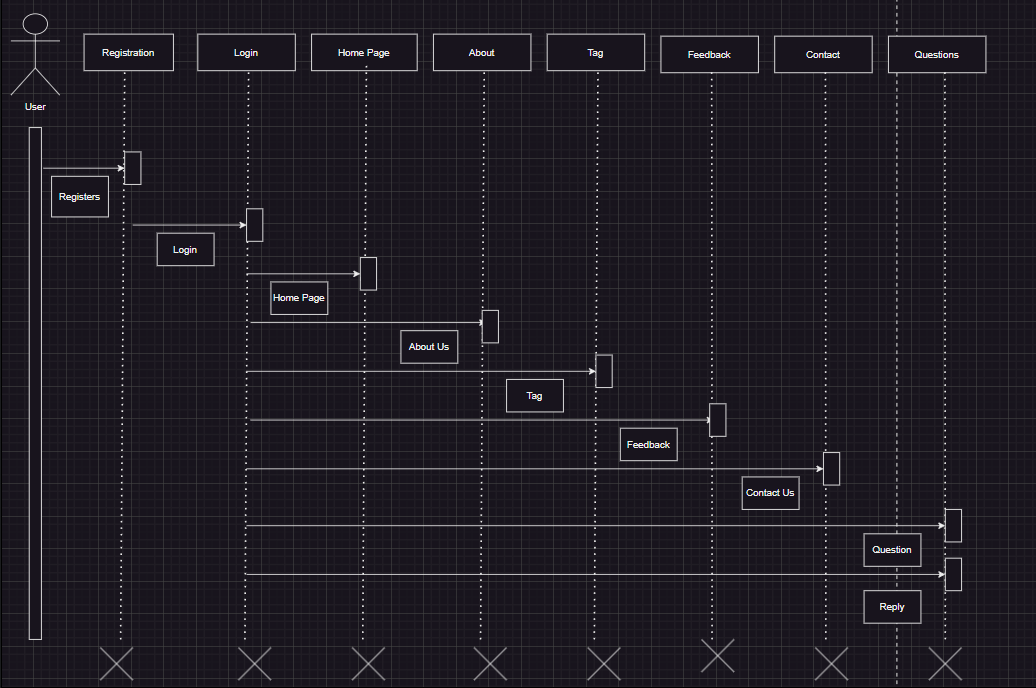 Registration
Login
Home Page
About
Tag
Feedback
Contact
Questions
User
Registers
Login
Home Page
About Us
Tag
Feedback
Contact Us
Question
Reply